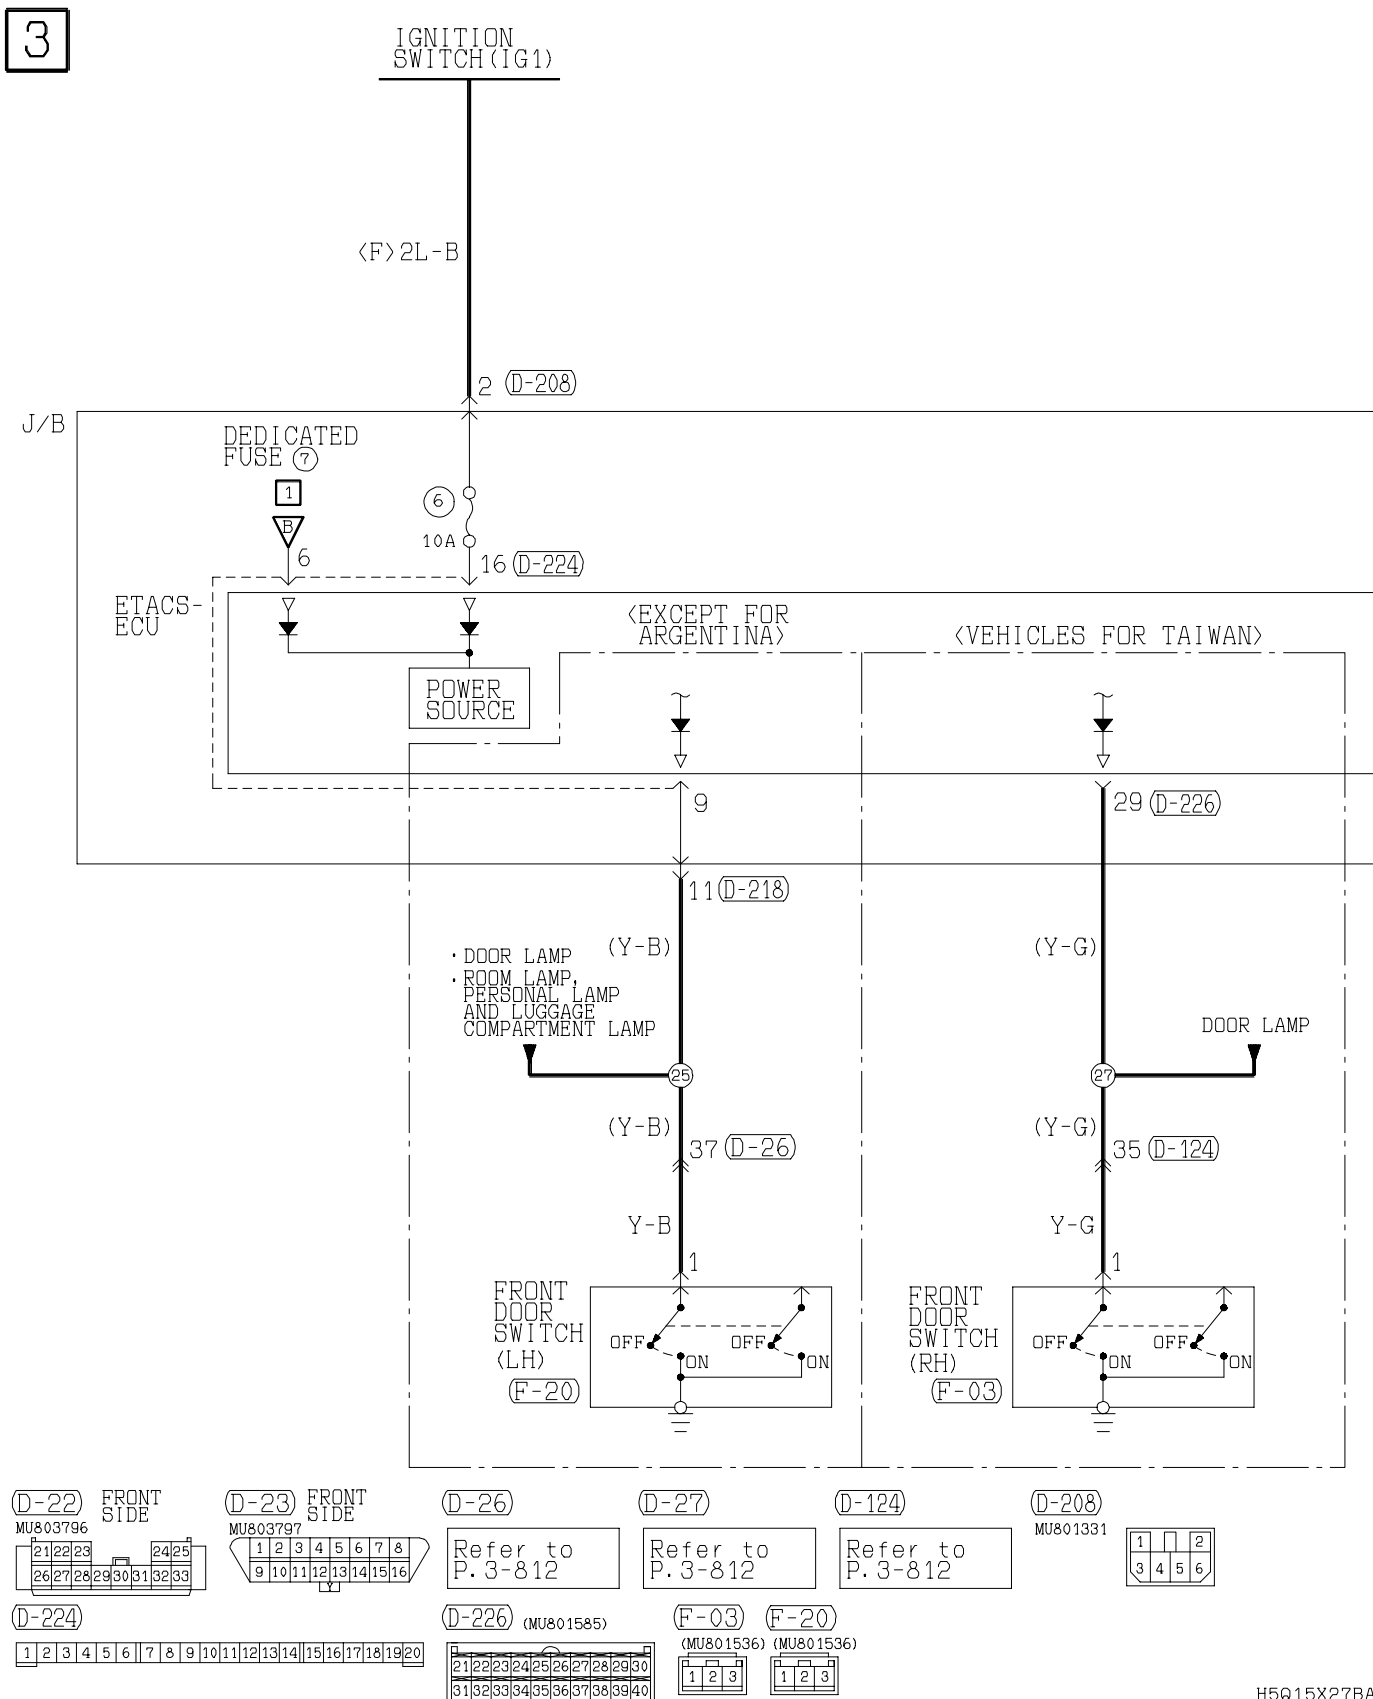 3
IGNITION
SWITCH(IG1)
<F>2L-B
2 (D-208)
J/B
DEDICATED
FUSE 7
1
B
6
6
10A
16 (D-224)
ETACS-
ECU
<EXCEPT FOR
ARGENTINA>
<VEHICLES FOR TAIWAN>
POWER
SOURCE
9
29 (D-226)
11 (D-218)
(Y-B)
(Y-G)
· DOOR LAMP
· ROOM LAMP,
PERSONAL LAMP
AND LUGGAGE
COMPARTMENT LAMP
DOOR LAMP
25
27
(Y-B)
(Y-G)
37 (D-26)
35 (D-124)
Y-B
Y-G
1
1
FRONT
DOOR
SWITCH
(LH)
(F-20)
OFF
ON
OFF
ON
FRONT
DOOR
SWITCH
(RH)
(F-03)
OFF
ON
OFF
ON
(D-22) FRONT
SIDE
MU803796
21 22 23 24 25
26 27 28 29 30 31 32 33
(D-23) FRONT
SIDE
MU803797
1 2 3 4 5 6 7 8
9 10 11 12 13 14 15 16
(D-26)
Refer to
P.3-812
(D-27)
Refer to
P.3-812
(D-124)
Refer to
P.3-812
(D-208)
MU801331
1 2
3 4 5 6
(D-224)
1 2 3 4 5 6 7 8 9 10 11 12 13 14 15 16 17 18 19 20
(D-226) (MU801585)
21 22 23 24 25 26 27 28 29 30
31 32 33 34 35 36 37 38 39 40
(F-03)
(MU801536)
1 2 3
(F-20)
(MU801536)
1 2 3
H5Q15X27BA